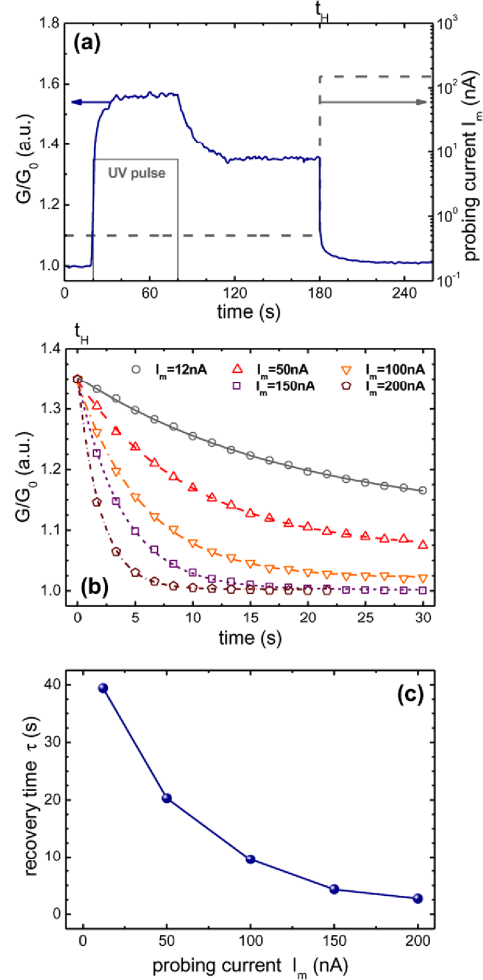 t_H
(a)
1.8
1.6
1.4
1.2
1.0
G/G_0 (a.u.)
UV pulse
10^3
10^2
10^1
10^0
10^-1
probing current I_m (nA)
0 60 120 180 240
time (s)
t_H
1.4
1.3
1.2
1.1
1.0
G/G_0 (a.u.)
I_m=12nA I_m=50nA I_m=100nA
I_m=150nA I_m=200nA
(b)
0 5 10 15 20 25 30
time (s)
(c)
40
30
20
10
0
recovery time τ (s)
0 50 100 150 200
probing current I_m (nA)